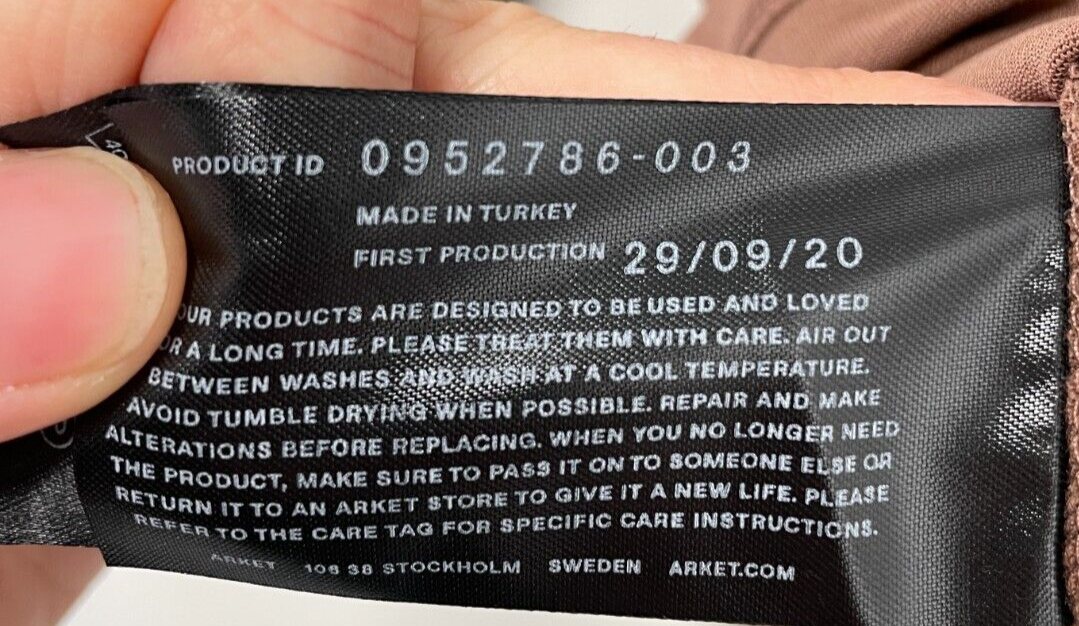 PRODUCT ID 0952786-003
MADE IN TURKEY
FIRST PRODUCTION 29/09/20
OUR PRODUCTS ARE DESIGNED TO BE USED AND LOVED
A LONG TIME. PLEASE TREAT THEM WITH CARE. AIR OUT
BETWEEN WASHES AND WASH AT A COOL TEMPERATURE.
AVOID TUMBLE DRYING WHEN POSSIBLE. REPAIR AND MAKE
ALTERATIONS BEFORE REPLACING. WHEN YOU NO LONGER NEED
THE PRODUCT, MAKE SURE TO PASS IT ON TO SOMEONE ELSE OR
RETURN IT TO AN ARKET STORE TO GIVE IT A NEW LIFE. PLEASE
REFER TO THE CARE TAG FOR SPECIFIC CARE INSTRUCTIONS.
ARKET 106 38 STOCKHOLM SWEDEN ARKET.COM